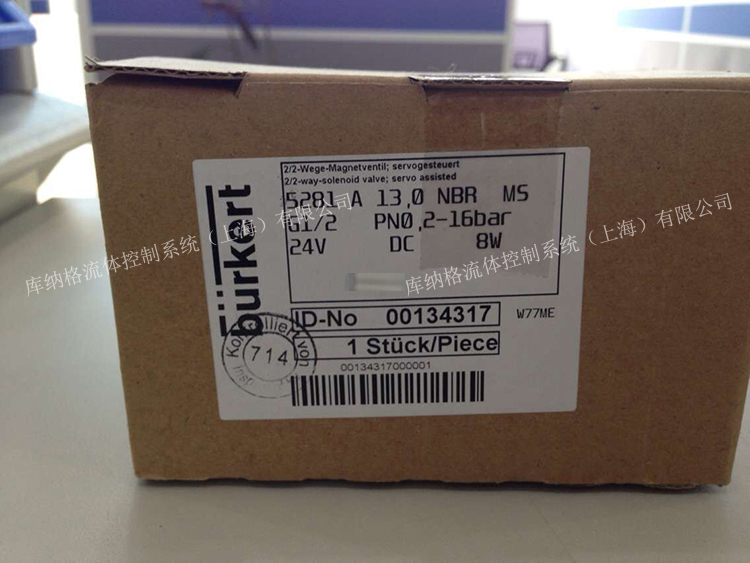 2/2-Wege-Magnetventil; servogesteuert
2/2-way-solenoid valve; servo assisted
5281 A 13,0 NBR MS
G1/2 PN0,2-16bar
24V DC 8W
bürkert
ID-No 00134317
W77ME
1 Stück/Piece
714
00134317000001
库纳格流体控制系统（上海）有限公司
库纳格流体控制系统（上海）有限公司